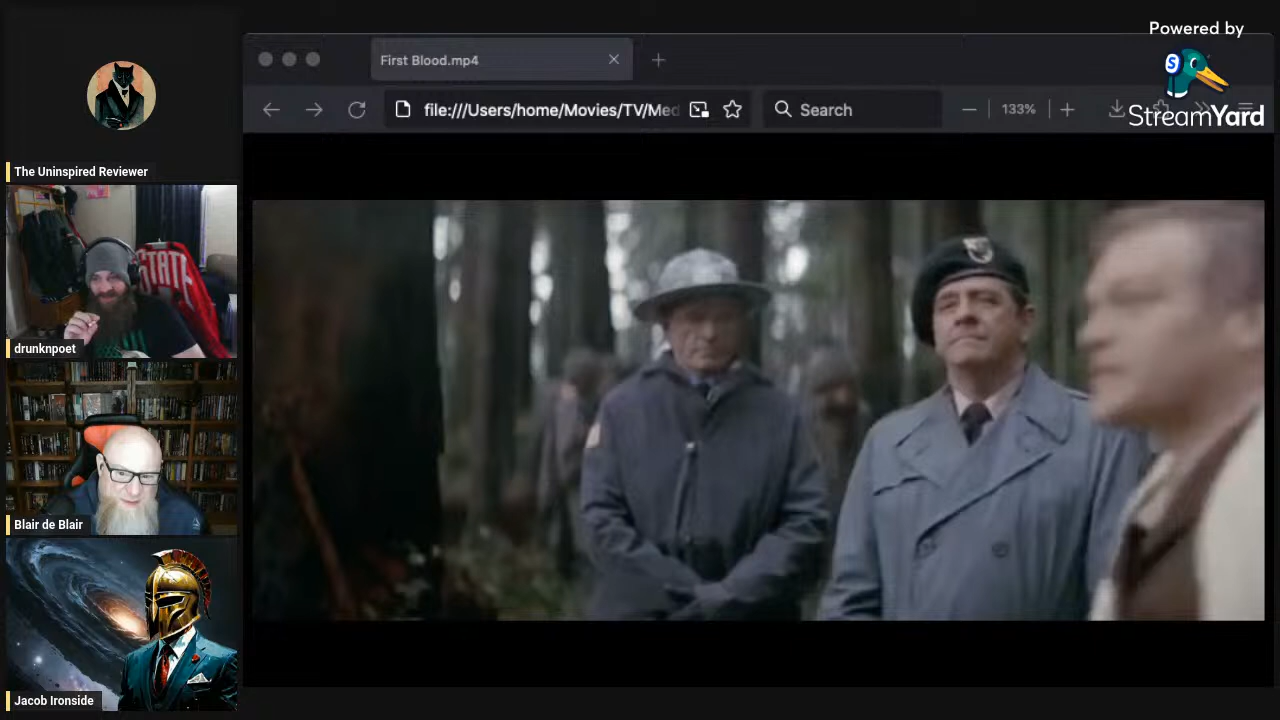 Powered by
StreamYard
First Blood.mp4
file:///Users/home/Movies/TV/Med
Search
133%
The Uninspired Reviewer
STATE
drunknpoet
Blair de Blair
Jacob Ironside